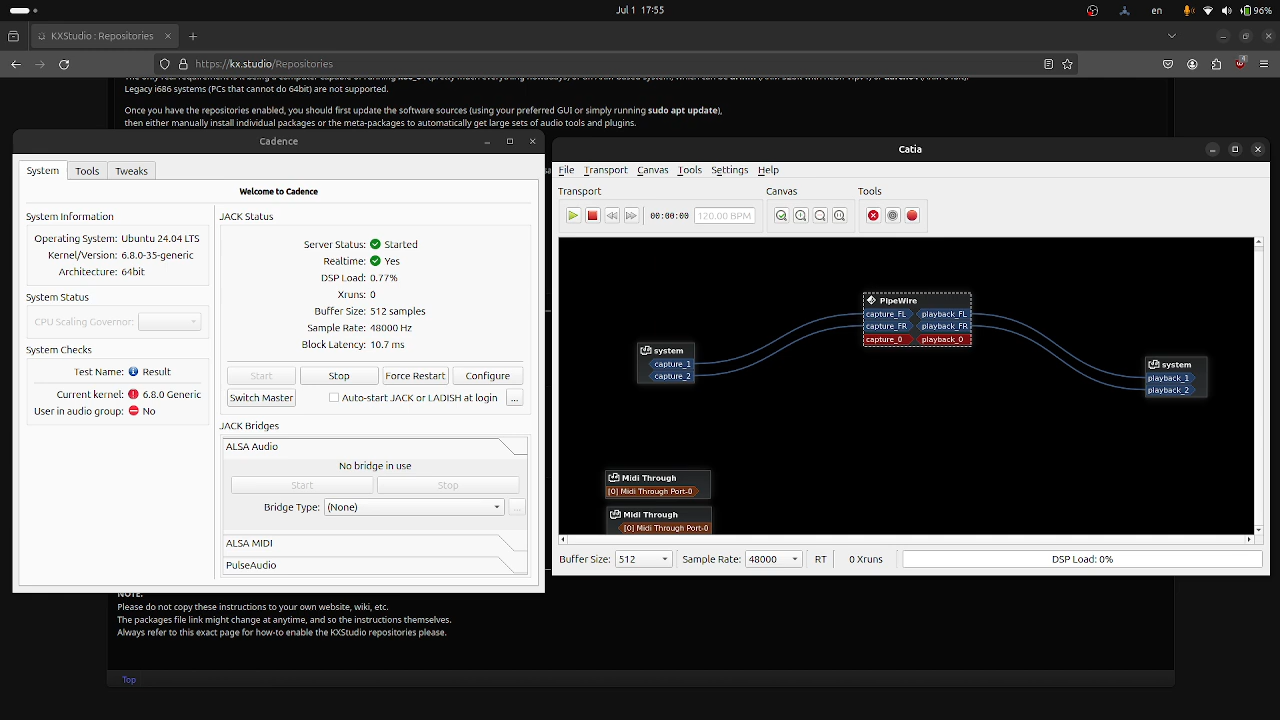 Jul 1 17:55
en
96%
KXStudio : Repositories
https://kx.studio/Repositories
Legacy i686 systems (PCs that cannot do 64bit) are not supported.
Once you have the repositories enabled, you should first update the software sources (using your preferred GUI or simply running sudo apt update),
then either manually install individual packages or the meta-packages to automatically get large sets of audio tools and plugins.
Cadence
System
Tools
Tweaks
Welcome to Cadence
System Information
Operating System: Ubuntu 24.04 LTS
Kernel/Version: 6.8.0-35-generic
Architecture: 64bit
System Status
CPU Scaling Governor:
System Checks
Test Name: Result
Current kernel: 6.8.0 Generic
User in audio group: No
JACK Status
Server Status: Started
Realtime: Yes
DSP Load: 0.77%
Xruns: 0
Buffer Size: 512 samples
Sample Rate: 48000 Hz
Block Latency: 10.7 ms
Start
Stop
Force Restart
Configure
Switch Master
Auto-start JACK or LADISH at login
...
JACK Bridges
ALSA Audio
No bridge in use
Start
Stop
Bridge Type: (None)
...
ALSA MIDI
PulseAudio
Catia
File Transport Canvas Tools Settings Help
Transport
Canvas
Tools
00:00:00
120.00 BPM
PipeWire
capture_FL playback_FL
capture_FR playback_FR
capture_0 playback_0
system
capture_1
capture_2
system
playback_1
playback_2
Midi Through
[0] Midi Through Port-0
Midi Through
[0] Midi Through Port-0
Buffer Size: 512
Sample Rate: 48000
RT
0 Xruns
DSP Load: 0%
NOTE:
Please do not copy these instructions to your own website, wiki, etc.
The packages file link might change at anytime, and so the instructions themselves.
Always refer to this exact page for how-to enable the KXStudio repositories please.
Top